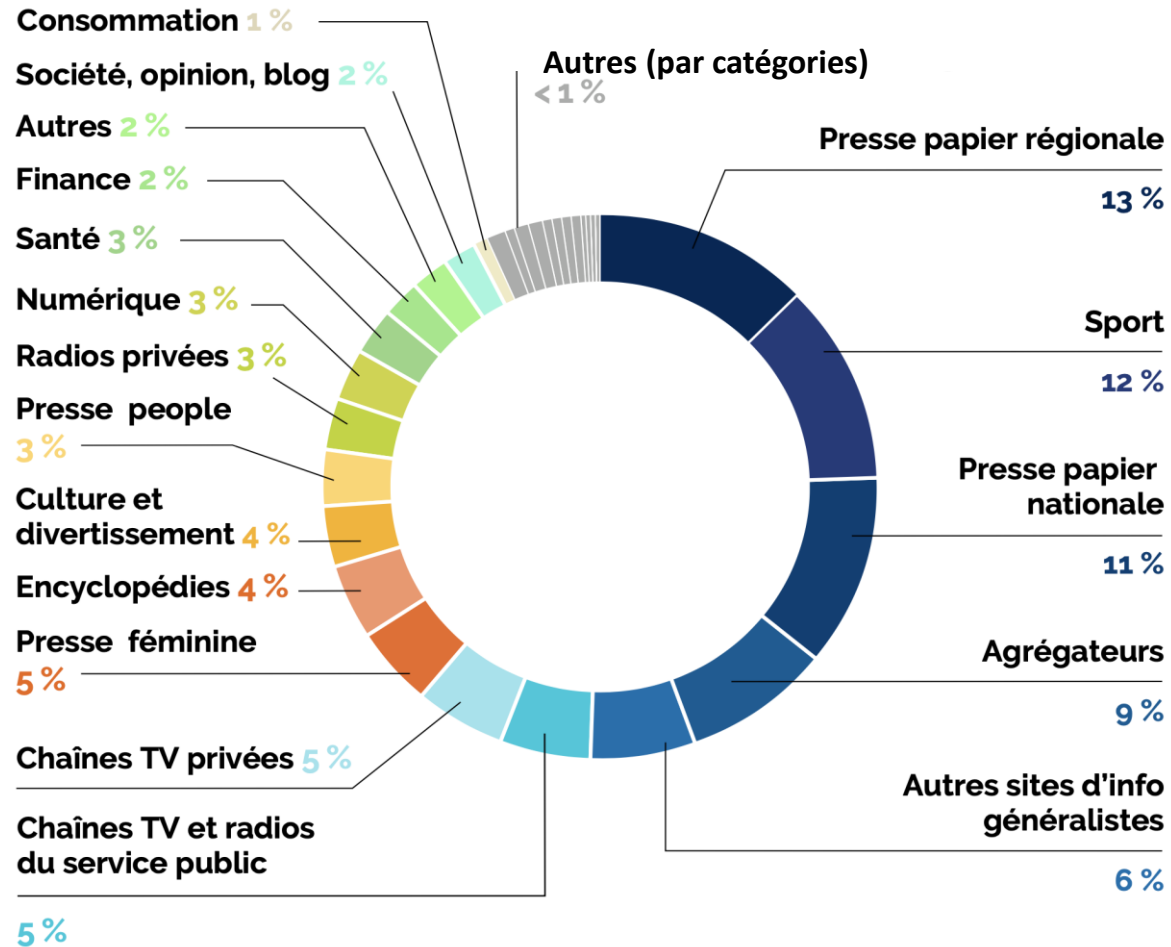 Consommation 1 %
Société, opinion, blog 2 %
Autres 2 %
Finance 2 %
Santé 3 %
Numérique 3 %
Radios privées 3 %
Presse people
3 %
Culture et
divertissement 4 %
Encyclopédies 4 %
Presse féminine
5 %
Chaînes TV privées 5 %
Chaînes TV et radios
du service public
5 %
Autres (par catégories)
< 1 %
Presse papier régionale
13 %
Sport
12 %
Presse papier
nationale
11 %
Agrégateurs
9 %
Autres sites d’info
généralistes
6 %